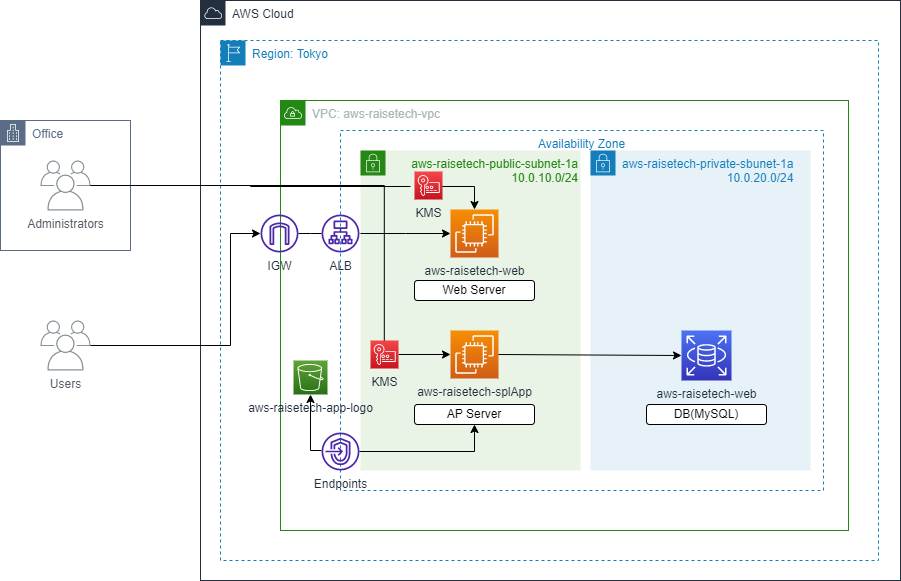 AWS Cloud
Region: Tokyo
VPC: aws-raisetech-vpc
Office
Availability Zone
aws-raisetech-public-subnet-1a
10.0.10.0/24
aws-raisetech-private-sbunet-1a
10.0.20.0/24
Administrators
KMS
IGW
ALB
aws-raisetech-web
Web Server
Users
KMS
aws-raisetech-splApp
AP Server
aws-raisetech-web
DB(MySQL)
aws-raisetech-app-logo
Endpoints